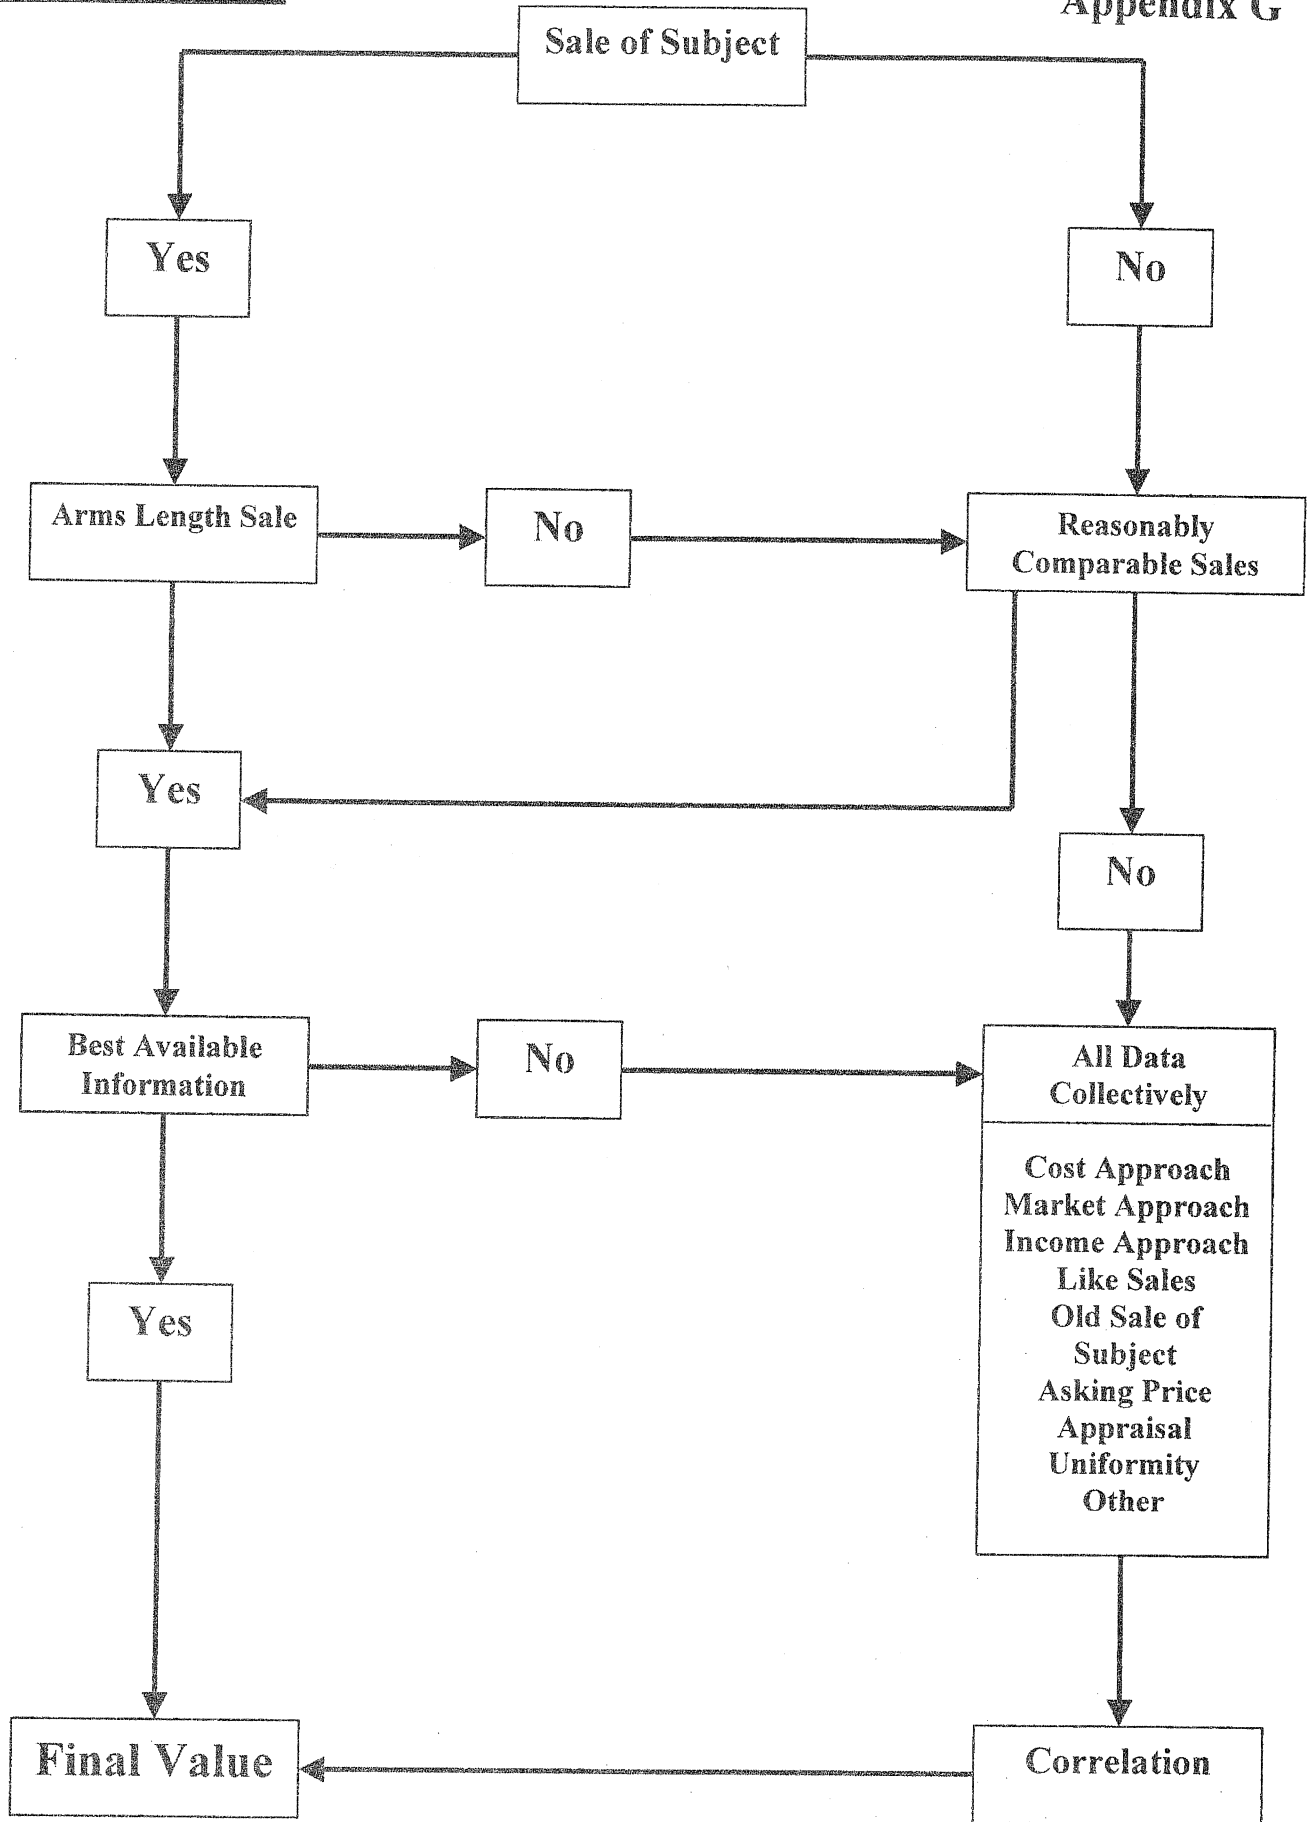 Appendix G
Sale of Subject
Yes
No
Arms Length Sale
No
Reasonably
Comparable Sales
Yes
No
Best Available
Information
No
All Data
Collectively
Cost Approach
Market Approach
Income Approach
Like Sales
Old Sale of
Subject
Asking Price
Appraisal
Uniformity
Other
Yes
Final Value
Correlation